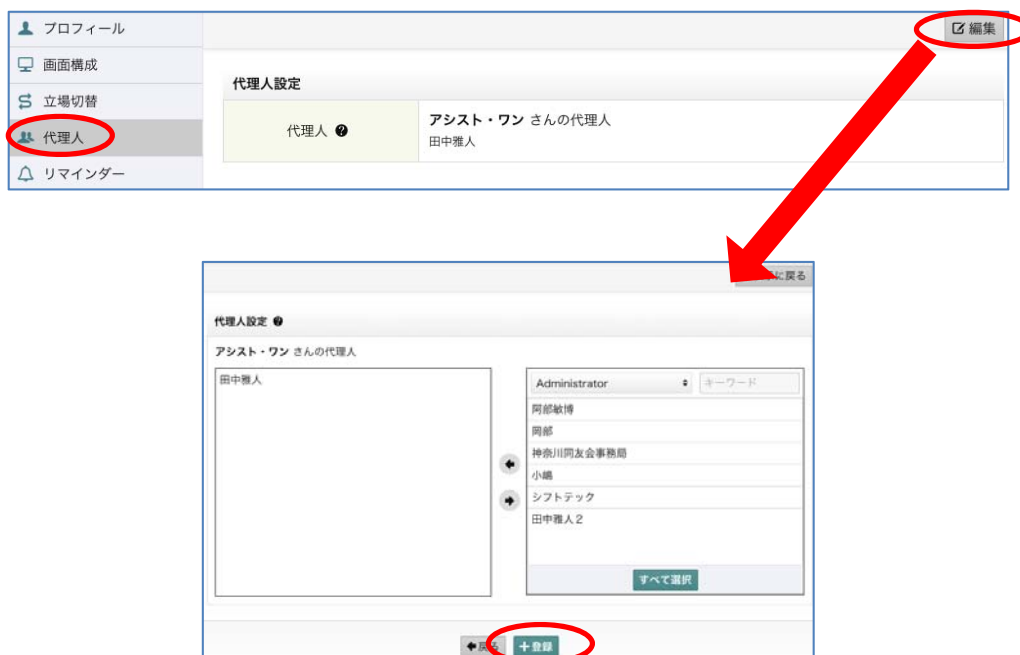 プロフィール
編集
画面構成
代理人設定
立場切替
代理人
代理人
アシスト・ワン さんの代理人
田中雅人
リマインダー
に戻る
代理人設定
アシスト・ワン さんの代理人
田中雅人
Administrator
キーワード
阿部敏博
岡部
神奈川同友会事務局
小嶋
シフトテック
田中雅人2
すべて選択
戻る
+登録